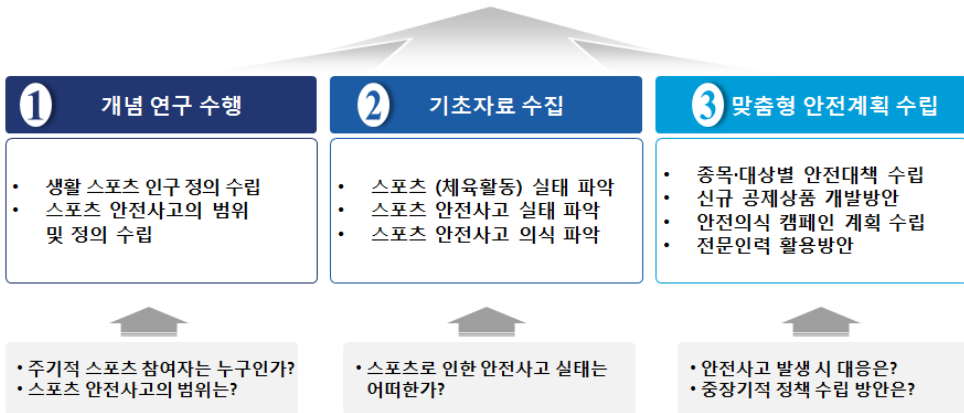 1 개념 연구 수행
• 생활 스포츠 인구 정의 수립
• 스포츠 안전사고의 범위
및 정의 수립
2 기초자료 수집
• 스포츠 (체육활동) 실태 파악
• 스포츠 안전사고 실태 파악
• 스포츠 안전사고 의식 파악
3 맞춤형 안전계획 수립
• 종목·대상별 안전대책 수립
• 신규 공제상품 개발방안
• 안전의식 캠페인 계획 수립
• 전문인력 활용방안
• 주기적 스포츠 참여자는 누구인가?
• 스포츠 안전사고의 범위는?
• 스포츠로 인한 안전사고 실태는
어떠한가?
• 안전사고 발생 시 대응은?
• 중장기적 정책 수립 방안은?